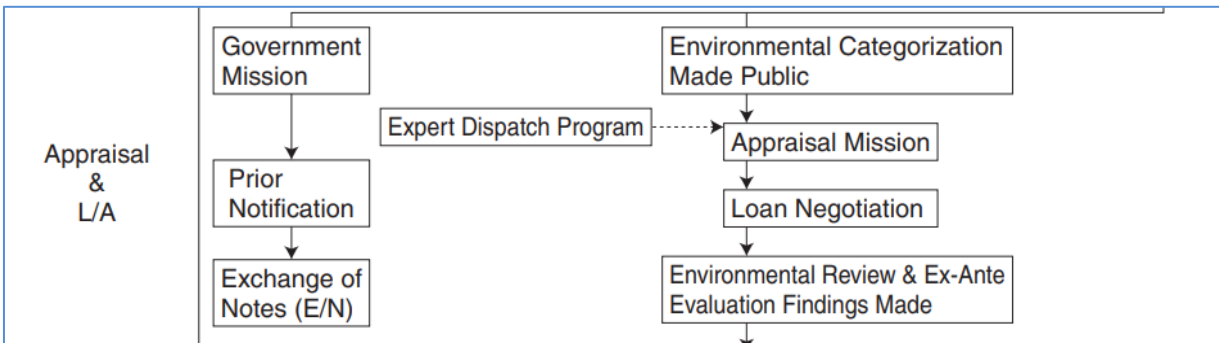 Appraisal
&
L/A
Government
Mission
Prior
Notification
Exchange of
Notes (E/N)
Expert Dispatch Program
Environmental Categorization
Made Public
Appraisal Mission
Loan Negotiation
Environmental Review & Ex-Ante
Evaluation Findings Made